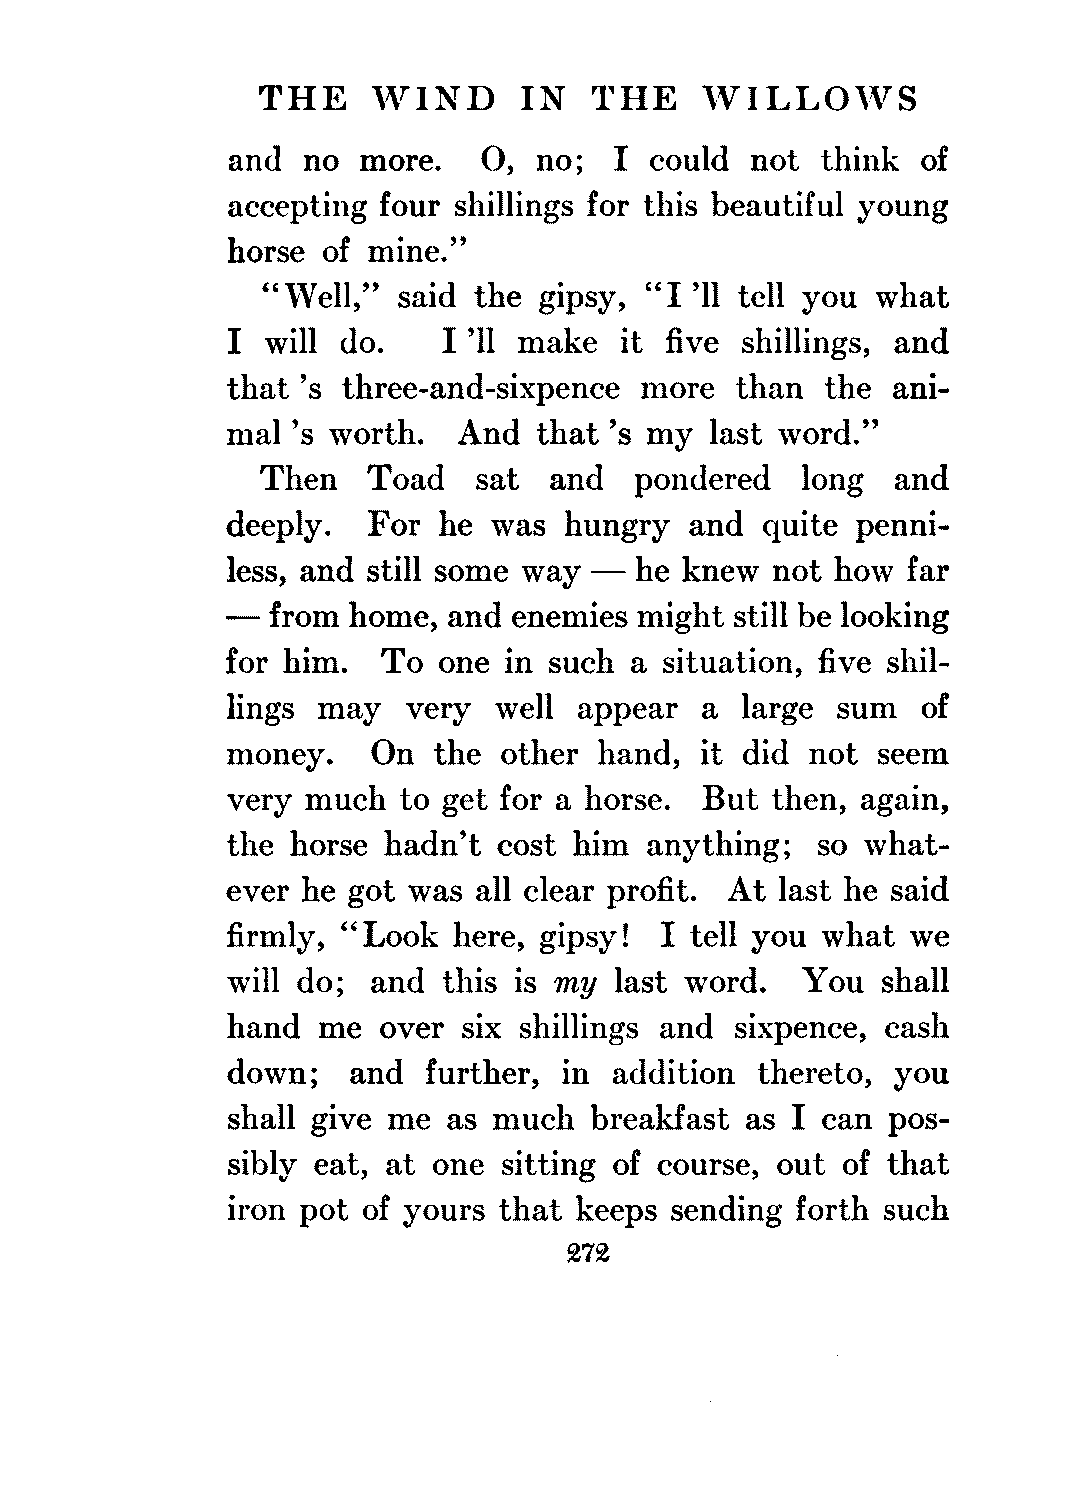 THE WIND IN THE WILLOWS
and no more. O, no; I could not think of
accepting four shillings for this beautiful young
horse of mine."
"Well," said the gipsy, "I 'll tell you what
I will do. I 'll make it five shillings, and
that 's three-and-sixpence more than the ani-
mal 's worth. And that 's my last word."
Then Toad sat and pondered long and
deeply. For he was hungry and quite penni-
less, and still some way — he knew not how far
— from home, and enemies might still be looking
for him. To one in such a situation, five shil-
lings may very well appear a large sum of
money. On the other hand, it did not seem
very much to get for a horse. But then, again,
the horse hadn't cost him anything; so what-
ever he got was all clear profit. At last he said
firmly, "Look here, gipsy! I tell you what we
will do; and this is my last word. You shall
hand me over six shillings and sixpence, cash
down; and further, in addition thereto, you
shall give me as much breakfast as I can pos-
sibly eat, at one sitting of course, out of that
iron pot of yours that keeps sending forth such
272